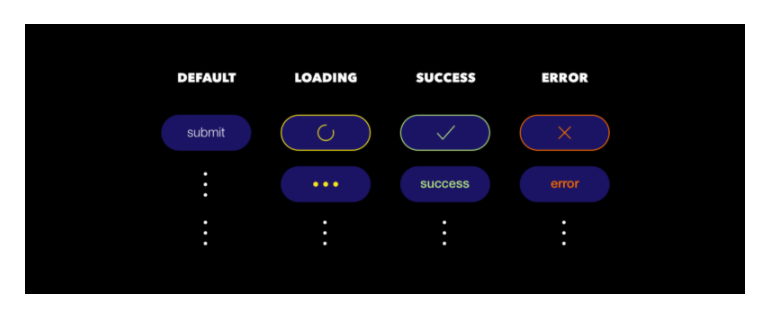 DEFAULT LOADING SUCCESS ERROR
submit
success error